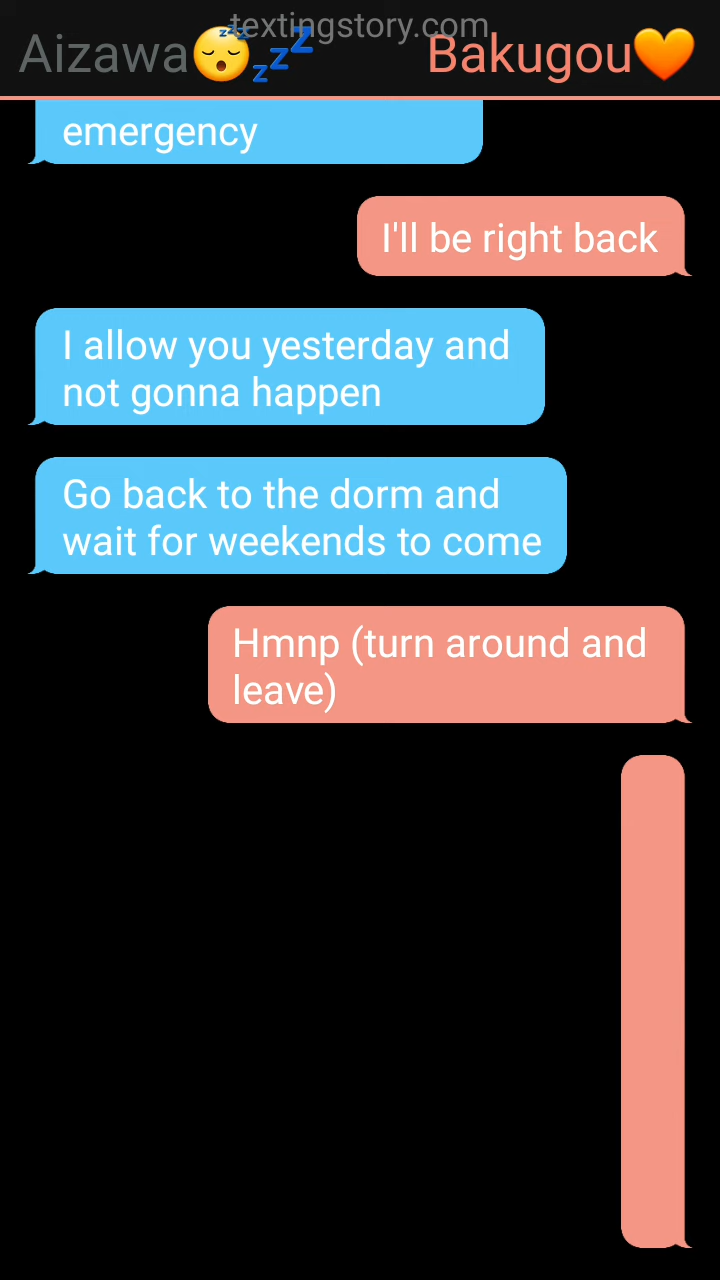 textingstory.com
Aizawa😴💤 Bakugou🧡
emergency
I'll be right back
I allow you yesterday and
not gonna happen
Go back to the dorm and
wait for weekends to come
Hmnp (turn around and
leave)